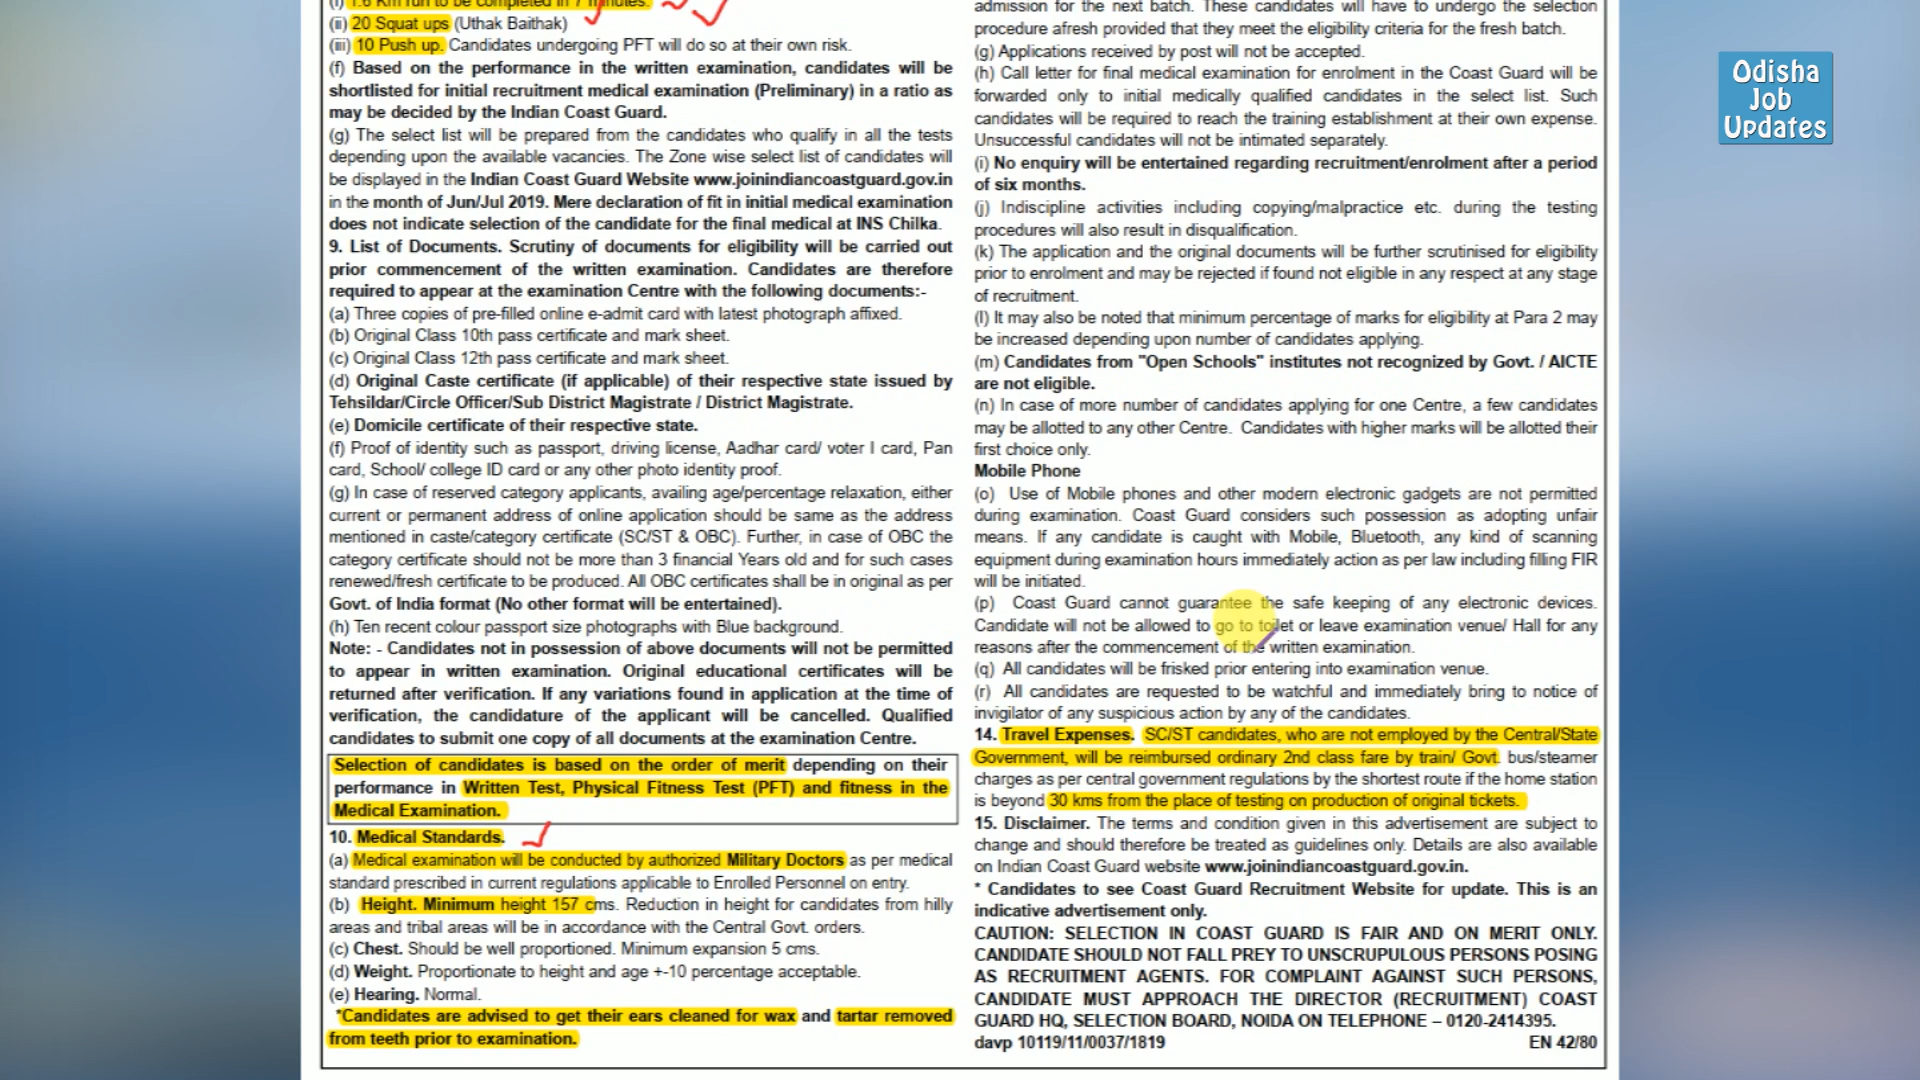 (i) 1.6 Km run to be completed in 7 minutes.
(ii) 20 Squat ups (Uthak Baithak)
(iii) 10 Push up. Candidates undergoing PFT will do so at their own risk.
(f) Based on the performance in the written examination, candidates will be
shortlisted for initial recruitment medical examination (Preliminary) in a ratio as
may be decided by the Indian Coast Guard.
(g) The select list will be prepared from the candidates who qualify in all the tests
depending upon the available vacancies. The Zone wise select list of candidates will
be displayed in the Indian Coast Guard Website www.joinindiancoastguard.gov.in
in the month of Jun/Jul 2019. Mere declaration of fit in initial medical examination
does not indicate selection of the candidate for the final medical at INS Chilka.
9. List of Documents. Scrutiny of documents for eligibility will be carried out
prior commencement of the written examination. Candidates are therefore
required to appear at the examination Centre with the following documents:-
(a) Three copies of pre-filled online e-admit card with latest photograph affixed.
(b) Original Class 10th pass certificate and mark sheet.
(c) Original Class 12th pass certificate and mark sheet.
(d) Original Caste certificate (if applicable) of their respective state issued by
Tehsildar/Circle Officer/Sub District Magistrate / District Magistrate.
(e) Domicile certificate of their respective state.
(f) Proof of identity such as passport, driving license, Aadhar card/ voter I card, Pan
card, School/ college ID card or any other photo identity proof.
(g) In case of reserved category applicants, availing age/percentage relaxation, either
current or permanent address of online application should be same as the address
mentioned in caste/category certificate (SC/ST & OBC). Further, in case of OBC the
category certificate should not be more than 3 financial Years old and for such cases
renewed/fresh certificate to be produced. All OBC certificates shall be in original as per
Govt. of India format (No other format will be entertained).
(h) Ten recent colour passport size photographs with Blue background.
Note: - Candidates not in possession of above documents will not be permitted
to appear in written examination. Original educational certificates will be
returned after verification. If any variations found in application at the time of
verification, the candidature of the applicant will be cancelled. Qualified
candidates to submit one copy of all documents at the examination Centre.
Selection of candidates is based on the order of merit depending on their
performance in Written Test, Physical Fitness Test (PFT) and fitness in the
Medical Examination.
10. Medical Standards.
(a) Medical examination will be conducted by authorized Military Doctors as per medical
standard prescribed in current regulations applicable to Enrolled Personnel on entry.
(b) Height. Minimum height 157 cms. Reduction in height for candidates from hilly
areas and tribal areas will be in accordance with the Central Govt. orders.
(c) Chest. Should be well proportioned. Minimum expansion 5 cms.
(d) Weight. Proportionate to height and age +-10 percentage acceptable.
(e) Hearing. Normal.
*Candidates are advised to get their ears cleaned for wax and tartar removed
from teeth prior to examination.
admission for the next batch. These candidates will have to undergo the selection
procedure afresh provided that they meet the eligibility criteria for the fresh batch.
(g) Applications received by post will not be accepted.
(h) Call letter for final medical examination for enrolment in the Coast Guard will be
forwarded only to initial medically qualified candidates in the select list. Such
candidates will be required to reach the training establishment at their own expense.
Unsuccessful candidates will not be intimated separately.
(i) No enquiry will be entertained regarding recruitment/enrolment after a period
of six months.
(j) Indiscipline activities including copying/malpractice etc. during the testing
procedures will also result in disqualification.
(k) The application and the original documents will be further scrutinised for eligibility
prior to enrolment and may be rejected if found not eligible in any respect at any stage
of recruitment.
(l) It may also be noted that minimum percentage of marks for eligibility at Para 2 may
be increased depending upon number of candidates applying.
(m) Candidates from "Open Schools" institutes not recognized by Govt. / AICTE
are not eligible.
(n) In case of more number of candidates applying for one Centre, a few candidates
may be allotted to any other Centre. Candidates with higher marks will be allotted their
first choice only.
Mobile Phone
(o) Use of Mobile phones and other modern electronic gadgets are not permitted
during examination. Coast Guard considers such possession as adopting unfair
means. If any candidate is caught with Mobile, Bluetooth, any kind of scanning
equipment during examination hours immediately action as per law including filling FIR
will be initiated.
(p) Coast Guard cannot guarantee the safe keeping of any electronic devices.
Candidate will not be allowed to go to toilet or leave examination venue/ Hall for any
reasons after the commencement of the written examination.
(q) All candidates will be frisked prior entering into examination venue.
(r) All candidates are requested to be watchful and immediately bring to notice of
invigilator of any suspicious action by any of the candidates.
14. Travel Expenses. SC/ST candidates, who are not employed by the Central/State
Government, will be reimbursed ordinary 2nd class fare by train/ Govt. bus/steamer
charges as per central government regulations by the shortest route if the home station
is beyond 30 kms from the place of testing on production of original tickets.
15. Disclaimer. The terms and condition given in this advertisement are subject to
change and should therefore be treated as guidelines only. Details are also available
on Indian Coast Guard website www.joinindiancoastguard.gov.in.
* Candidates to see Coast Guard Recruitment Website for update. This is an
indicative advertisement only.
CAUTION: SELECTION IN COAST GUARD IS FAIR AND ON MERIT ONLY.
CANDIDATE SHOULD NOT FALL PREY TO UNSCRUPULOUS PERSONS POSING
AS RECRUITMENT AGENTS. FOR COMPLAINT AGAINST SUCH PERSONS,
CANDIDATE MUST APPROACH THE DIRECTOR (RECRUITMENT) COAST
GUARD HQ, SELECTION BOARD, NOIDA ON TELEPHONE – 0120-2414395.
davp 10119/11/0037/1819 EN 42/80
Odisha
Job
Updates